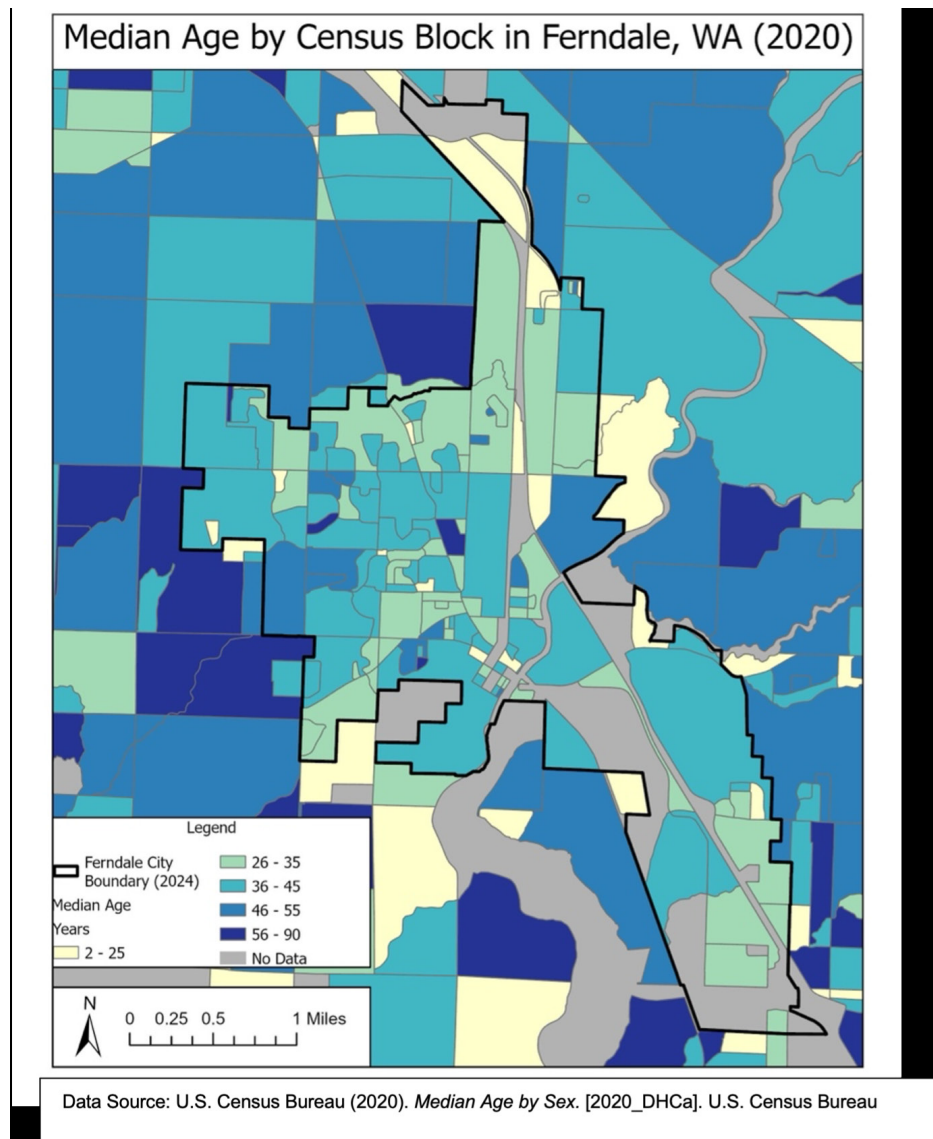 Median Age by Census Block in Ferndale, WA (2020)
Legend
Ferndale City
Boundary (2024)
Median Age
Years
2 - 25
26 - 35
36 - 45
46 - 55
56 - 90
No Data
N
0 0.25 0.5 1 Miles
Data Source: U.S. Census Bureau (2020). Median Age by Sex. [2020_DHCa]. U.S. Census Bureau